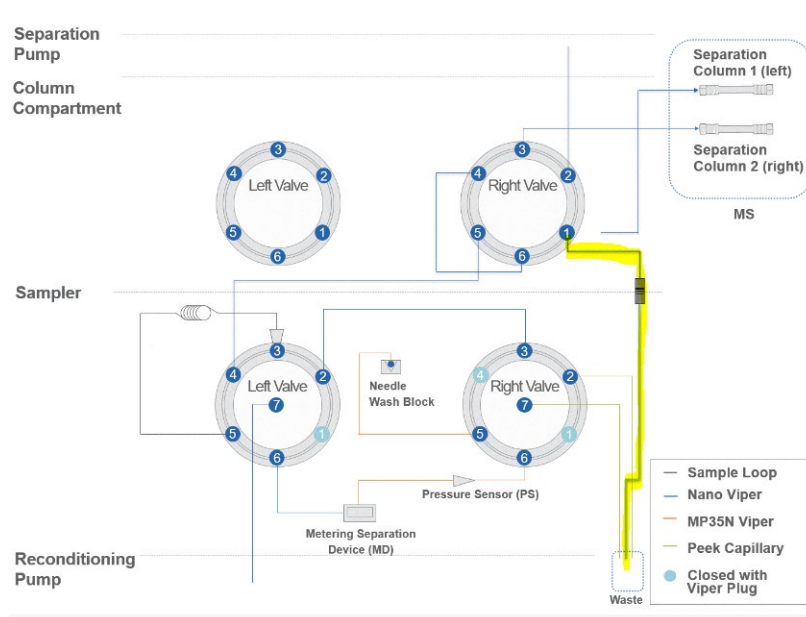 Separation
Pump
Column
Compartment
Separation
Column 1 (left)
Separation
Column 2 (right)
MS
3
4
2
Left Valve
5
1
6
3
4
2
Right Valve
5
1
6
Sampler
3
4
2
Left Valve
7
5
1
6
Needle
Wash Block
3
4
2
Right Valve
7
5
1
6
Pressure Sensor (PS)
Metering Separation
Device (MD)
Reconditioning
Pump
Waste
Sample Loop
Nano Viper
MP35N Viper
Peek Capillary
Closed with
Viper Plug